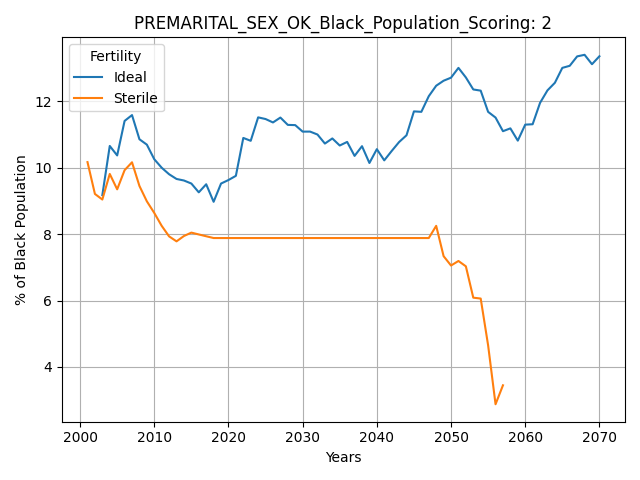 PREMARITAL_SEX_OK_Black_Population_Scoring: 2
Fertility
Ideal
Sterile
% of Black Population
12
10
8
6
4
2000 2010 2020 2030 2040 2050 2060 2070
Years